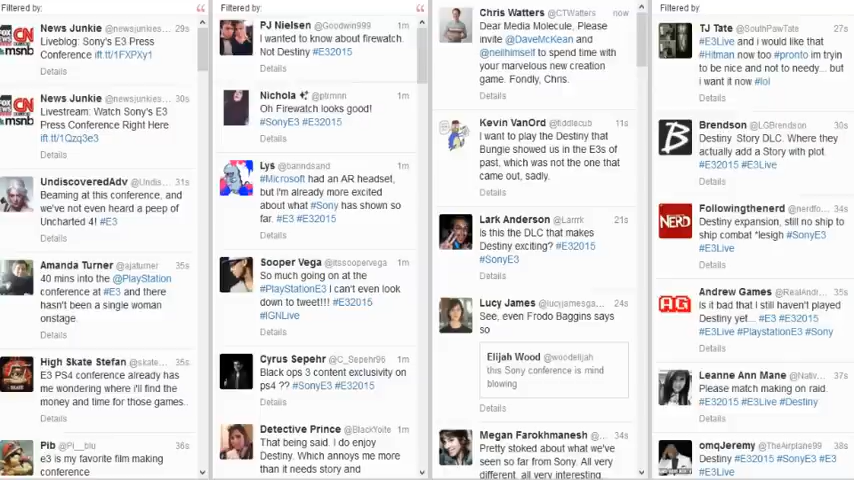 Filtered by:
News Junkie @newsjunkies... 29s
Liveblog: Sony's E3 Press
Conference ift.tt/1FXPXy1
Details
News Junkie @newsjunkies... 30s
Livestream: Watch Sony's E3
Press Conference Right Here
ift.tt/1Qzq3e3
Details
UndiscoveredAdv @Undis... 31s
Beaming at this conference, and
we've not even heard a peep of
Uncharted 4! #E3
Details
Amanda Turner @ajaturner 35s
40 mins into the @PlayStation
conference at #E3 and there
hasn't been a single woman
onstage.
Details
High Skate Stefan @skate... 35s
E3 PS4 conference already has
me wondering where i'll find the
money and time for those games..
Details
Pib @Pi__blu 36s
e3 is my favorite film making
conference
Filtered by:
PJ Nielsen @Goodwin999 1m
I wanted to know about firewatch.
Not Destiny #E32015
Details
Nichola 1m
Oh Firewatch looks good!
#SonyE3 #E32015
Details
Lys @banndsand 1m
#Microsoft had an AR headset,
but I'm already more excited
about what #Sony has shown so
far. #E3 #E32015
Details
Sooper Vega @itssoopervega 1m
So much going on at the
#PlaystationE3 I can't even look
down to tweet!!! #E32015
#IGNLive
Details
Cyrus Sepehr @C_Sepehr96 1m
Black ops 3 content exclusivity on
ps4 ?? #SonyE3 #E32015
Details
Detective Prince @BlackYoite 1m
That being said. I do enjoy
Destiny. Which annoys me more
than it needs story and
Chris Watters @CTWatters now
Dear Media Molecule, Please
invite @DaveMcKean and
@neilhimself to spend time with
your marvelous new creation
game. Fondly, Chris.
Details
Kevin VanOrd @fiddlecub 11s
I want to play the Destiny that
Bungie showed us in the E3s of
past, which was not the one that
came out, sadly.
Details
Lark Anderson @Larrrk 21s
Is this the DLC that makes
Destiny exciting? #E32015
#SonyE3
Details
Lucy James @lucyjamesga... 24s
See, even Frodo Baggins says
so
Elijah Wood @woodelijah
this Sony conference is mind
blowing
Details
Megan Farokhmanesh @... 34s
Pretty stoked about what we've
seen so far from Sony. All very
different, all very interesting.
Filtered by
TJ Tate @SouthPawTate 27s
#E3Live and i would like that
#Hitman now too #pronto im tryin
to be nice and not to needy... but
i want it now #lol
Details
Brendson @LGBrendson 30s
Destiny Story DLC. Where they
actually add a Story with plot.
#E32015 #E3Live
Details
Followingthenerd @nerdfo... 34s
Destiny expansion, still no ship to
ship combat *lesigh #SonyE3
#E3Live
Details
Andrew Games @RealAndr... 35s
is it bad that I still haven't played
Destiny yet... #E3 #E32015
#E3Live #PlaystationE3 #Sony
Details
Leanne Ann Mane @Nativ... 37s
Please match making on raid.
#E32015 #E3Live #Destiny
Details
omqJeremy @TheAirplane99 38s
Destiny #E32015 #SonyE3 #E3
#E3Live